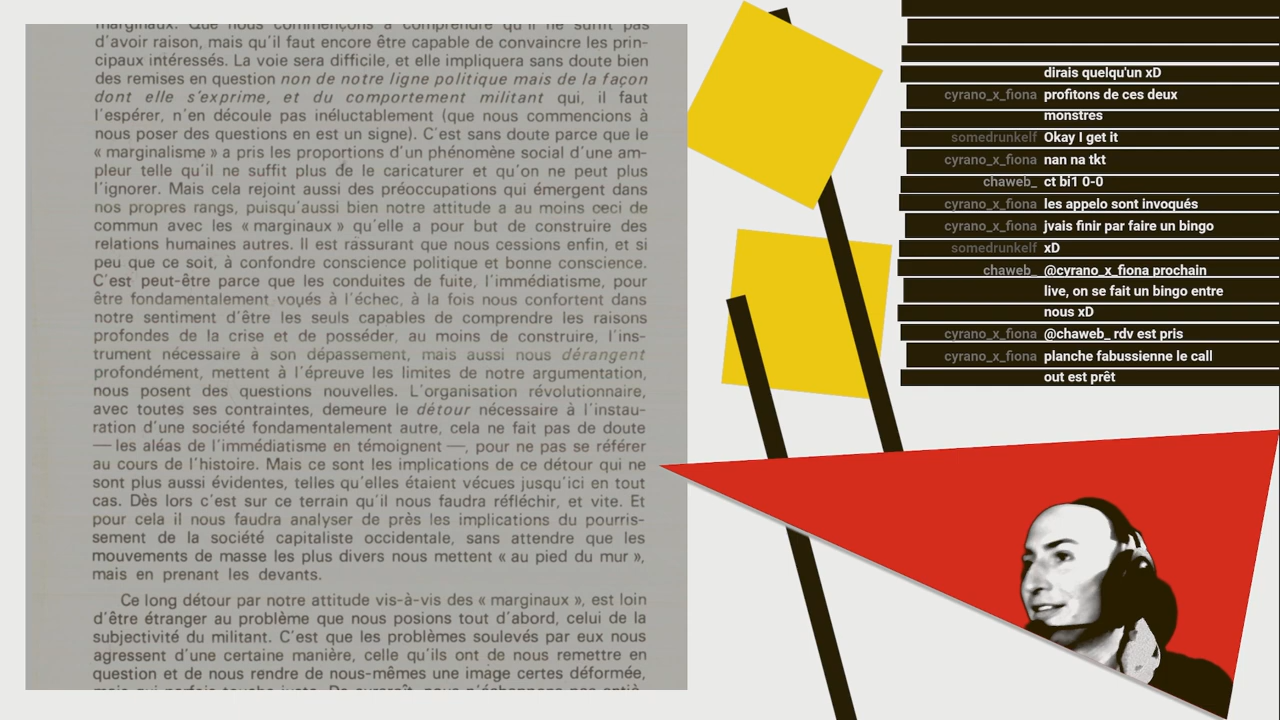 marginaux. Que nous commençons à comprendre qu'il ne suffit pas
d'avoir raison, mais qu'il faut encore être capable de convaincre les prin-
cipaux intéressés. La voie sera difficile, et elle impliquera sans doute bien
des remises en question non de notre ligne politique mais de la façon
dont elle s'exprime, et du comportement militant qui, il faut
l'espérer, n'en découle pas inéluctablement (que nous commencions à
nous poser des questions en est un signe). C'est sans doute parce que le
« marginalisme » a pris les proportions d'un phénomène social d'une am-
pleur telle qu'il ne suffit plus de le caricaturer et qu'on ne peut plus
l'ignorer. Mais cela rejoint aussi des préoccupations qui émergent dans
nos propres rangs, puisqu'aussi bien notre attitude a au moins ceci de
commun avec les « marginaux » qu'elle a pour but de construire des
relations humaines autres. Il est rassurant que nous cessions enfin, et si
peu que ce soit, à confondre conscience politique et bonne conscience.
C'est peut-être parce que les conduites de fuite, l'immédiatisme, pour
être fondamentalement voués à l'échec, à la fois nous confortent dans
notre sentiment d'être les seuls capables de comprendre les raisons
profondes de la crise et de posséder, au moins de construire, l'ins-
trument nécessaire à son dépassement, mais aussi nous dérangent
profondément, mettent à l'épreuve les limites de notre argumentation,
nous posent des questions nouvelles. L'organisation révolutionnaire,
avec toutes ses contraintes, demeure le détour nécessaire à l'instau-
ration d'une société fondamentalement autre, cela ne fait pas de doute
— les aléas de l'immédiatisme en témoignent —, pour ne pas se référer
au cours de l'histoire. Mais ce sont les implications de ce détour qui ne
sont plus aussi évidentes, telles qu'elles étaient vécues jusqu'ici en tout
cas. Dès lors c'est sur ce terrain qu'il nous faudra réfléchir, et vite. Et
pour cela il nous faudra analyser de près les implications du pourris-
sement de la société capitaliste occidentale, sans attendre que les
mouvements de masse les plus divers nous mettent « au pied du mur »,
mais en prenant les devants.
Ce long détour par notre attitude vis-à-vis des « marginaux », est loin
d'être étranger au problème que nous posions tout d'abord, celui de la
subjectivité du militant. C'est que les problèmes soulevés par eux nous
agressent d'une certaine manière, celle qu'ils ont de nous remettre en
question et de nous rendre de nous-mêmes une image certes déformée,
dirais quelqu'un xD
cyrano_x_fiona profitons de ces deux
monstres
somedrunkelf Okay I get it
cyrano_x_fiona nan na tkt
chaweb_ ct bi1 0-0
cyrano_x_fiona les appelo sont invoqués
cyrano_x_fiona jvais finir par faire un bingo
somedrunkelf xD
chaweb_ @cyrano_x_fiona prochain
live, on se fait un bingo entre
nous xD
cyrano_x_fiona @chaweb_ rdv est pris
cyrano_x_fiona planche fabussienne le call
out est prêt